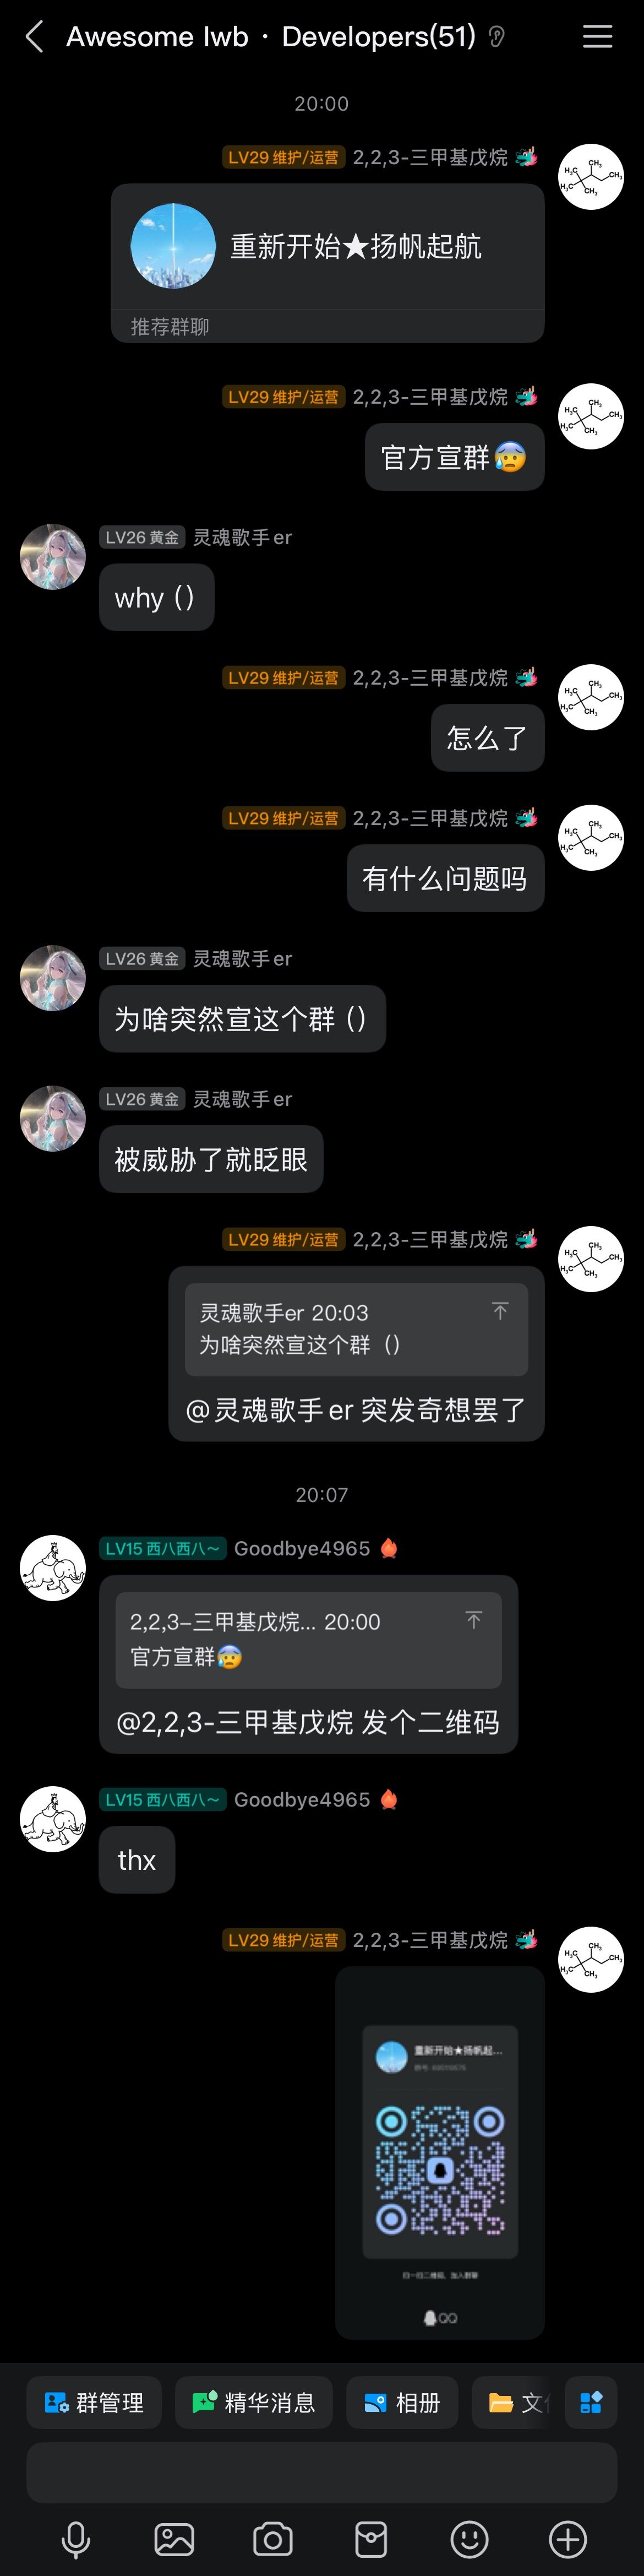 Awesome Iwb · Developers(51)
20:00
LV29 维护/运营 2,2,3-三甲基戊烷
重新开始★扬帆起航
推荐群聊
LV29 维护/运营 2,2,3-三甲基戊烷
官方宣群😰
LV26 黄金 灵魂歌手er
why ()
LV29 维护/运营 2,2,3-三甲基戊烷
怎么了
LV29 维护/运营 2,2,3-三甲基戊烷
有什么问题吗
LV26 黄金 灵魂歌手er
为啥突然宣这个群 ()
LV26 黄金 灵魂歌手er
被威胁了就眨眼
LV29 维护/运营 2,2,3-三甲基戊烷
灵魂歌手er 20:03
为啥突然宣这个群 ()
@灵魂歌手er 突发奇想罢了
20:07
LV15 西八西八～ Goodbye4965
2,2,3-三甲基戊烷... 20:00
官方宣群😰
@2,2,3-三甲基戊烷 发个二维码
LV15 西八西八～ Goodbye4965
thx
LV29 维护/运营 2,2,3-三甲基戊烷
重新开始★扬帆起...
扫一扫二维码，加入群聊
QQ
群管理 精华消息 相册